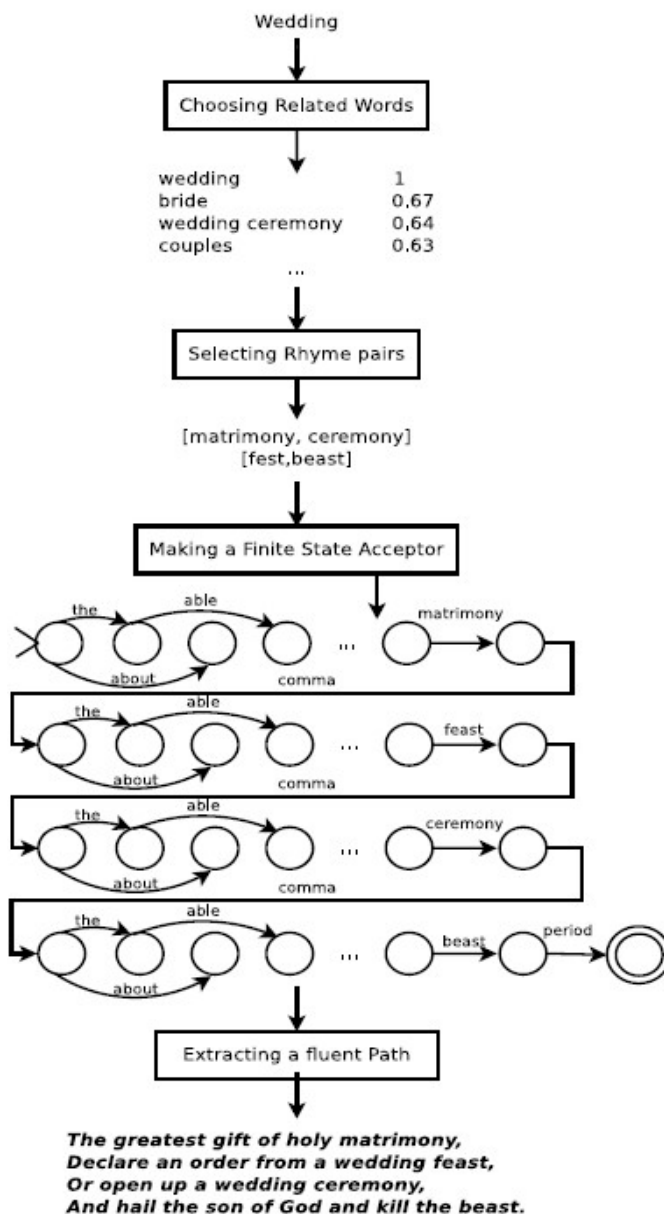 Wedding
Choosing Related Words
wedding 1
bride 0,67
wedding ceremony 0,64
couples 0.63
...
Selecting Rhyme pairs
[matrimony, ceremony]
[fest,beast]
Making a Finite State Acceptor
the able matrimony
...
about comma
the able feast
...
about comma
the able ceremony
...
about comma
the able beast period
...
about
Extracting a fluent Path
The greatest gift of holy matrimony,
Declare an order from a wedding feast,
Or open up a wedding ceremony,
And hail the son of God and kill the beast.